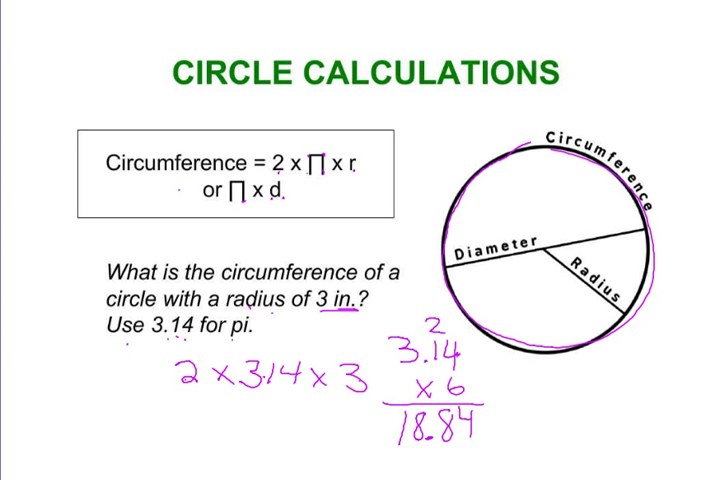 CIRCLE CALCULATIONS
Circumference = 2 x ∏ x r
or ∏ x d
Circumference
Diameter
Radius
What is the circumference of a
circle with a radius of 3 in.?
Use 3.14 for pi.
2 x 3.14 x 3
2
3.14
x 6
18.84